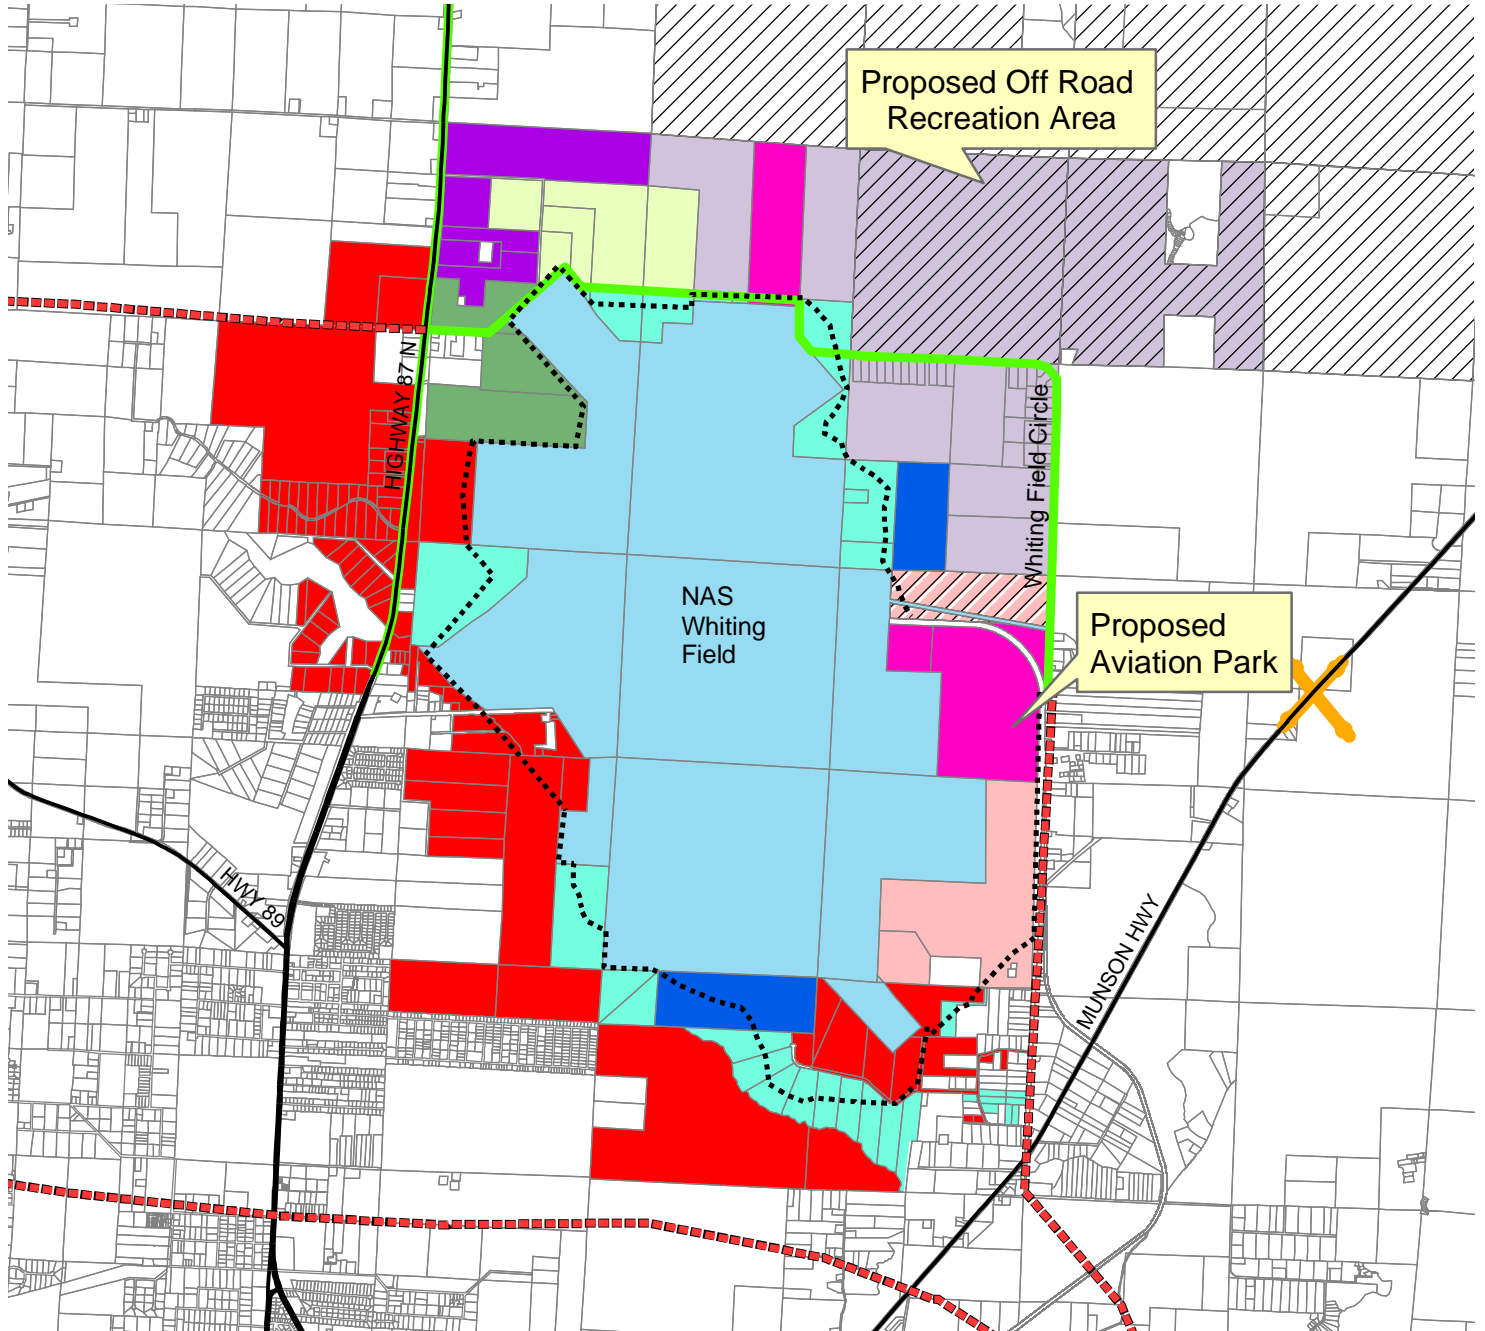 Proposed Off Road
Recreation Area
HIGHWAY 87 N
Whiting Field Circle
NAS
Whiting
Field
Proposed
Aviation Park
HWY 89
MUNSON HWY